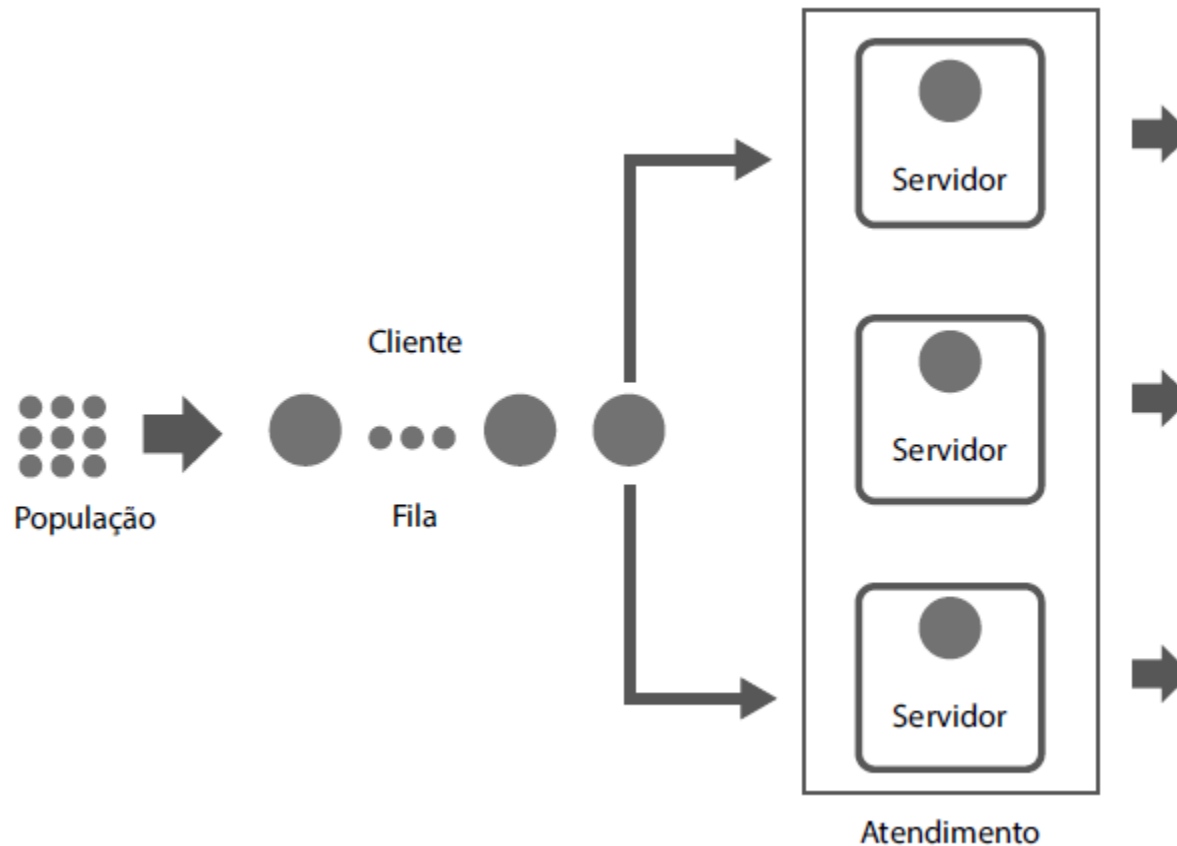 Servidor
Cliente
Servidor
População
Fila
Servidor
Atendimento